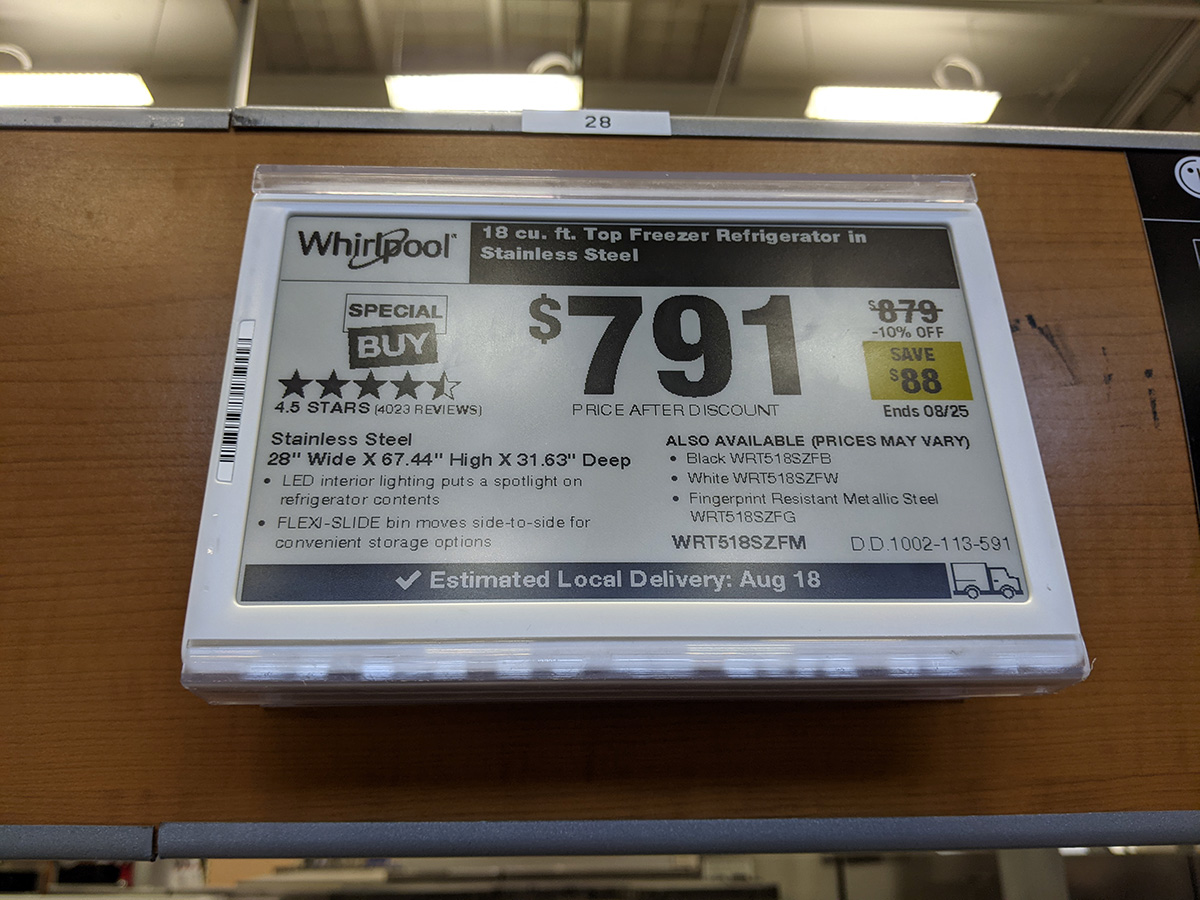 28
Whirlpool
18 cu. ft. Top Freezer Refrigerator in
Stainless Steel
SPECIAL
BUY
4.5 STARS (4023 REVIEWS)
$791
PRICE AFTER DISCOUNT
$879
-10% OFF
SAVE
$88
Ends 08/25
Stainless Steel
28" Wide X 67.44" High X 31.63" Deep
• LED interior lighting puts a spotlight on
refrigerator contents
• FLEXI-SLIDE bin moves side-to-side for
convenient storage options
ALSO AVAILABLE (PRICES MAY VARY)
• Black WRT518SZFB
• White WRT518SZFW
• Fingerprint Resistant Metallic Steel
WRT518SZFG
WRT518SZFM D.D.1002-113-591
✓ Estimated Local Delivery: Aug 18